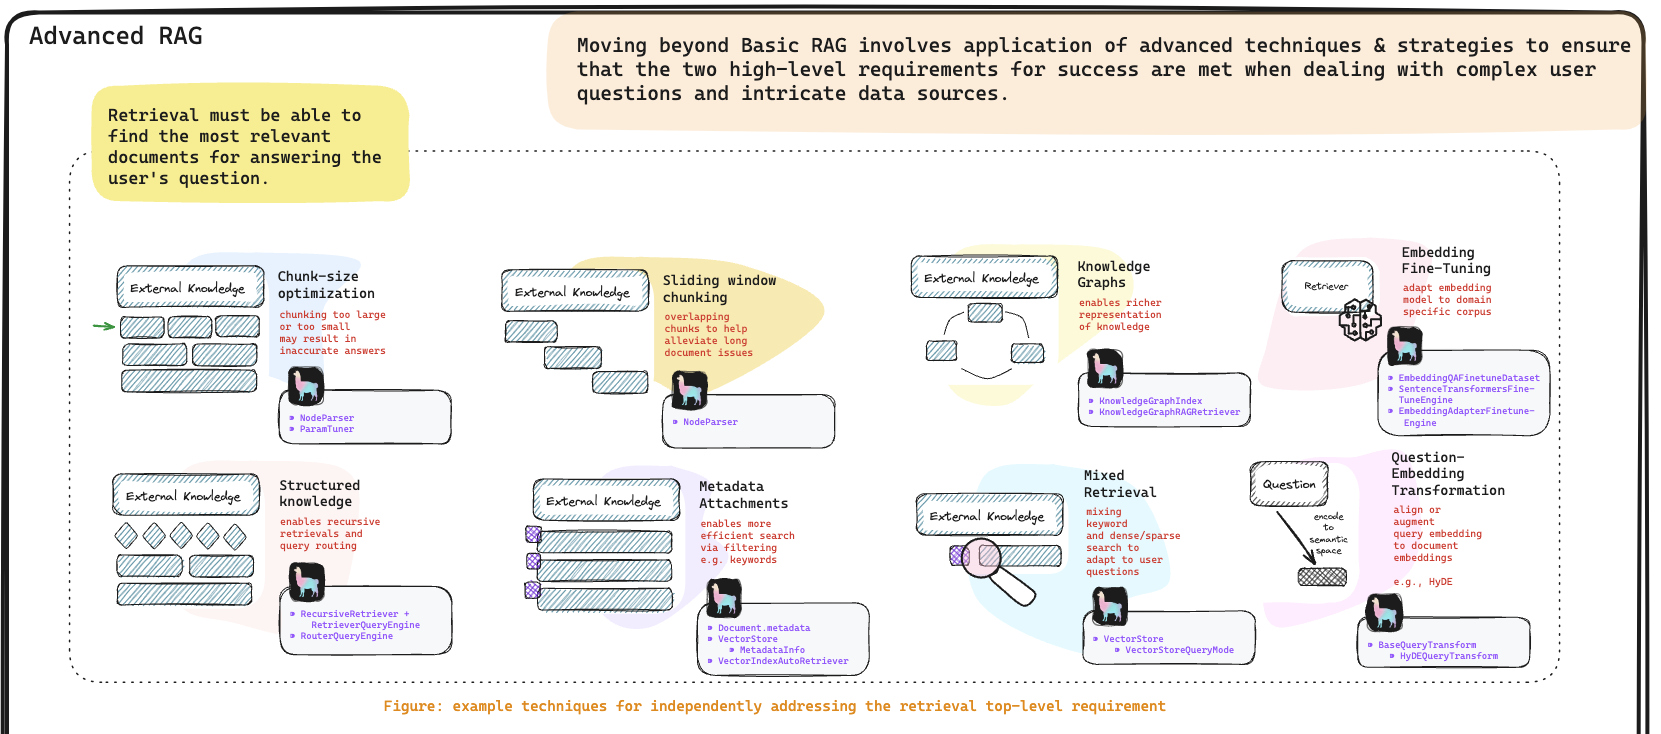 Advanced RAG
Moving beyond Basic RAG involves application of advanced techniques & strategies to ensure
that the two high-level requirements for success are met when dealing with complex user
questions and intricate data sources.
Retrieval must be able to
find the most relevant
documents for answering the
user's question.
External Knowledge
Chunk-size
optimization
chunking too large
or too small
may result in
inaccurate answers
NodeParser
ParamTuner
External Knowledge
Sliding window
chunking
overlapping
chunks to help
alleviate long
document issues
NodeParser
External Knowledge
Knowledge
Graphs
enables richer
representation
of knowledge
KnowledgeGraphIndex
KnowledgeGraphRAGRetriever
Retriever
Embedding
Fine-Tuning
adapt embedding
model to domain
specific corpus
EmbeddingQAFinetuneDataset
SentenceTransformersFine-
TuneEngine
EmbeddingAdapterFinetune-
Engine
External Knowledge
Structured
knowledge
enables recursive
retrievals and
query routing
RecursiveRetriever +
RetrieverQueryEngine
RouterQueryEngine
External Knowledge
Metadata
Attachments
enables more
efficient search
via filtering
e.g. keywords
Document.metadata
VectorStore
MetadataInfo
VectorIndexAutoRetriever
External Knowledge
Mixed
Retrieval
mixing
keyword
and dense/sparse
search to
adapt to user
questions
VectorStore
VectorStoreQueryMode
Question
encode
to
semantic
space
Question-
Embedding
Transformation
align or
augment
query embedding
to document
embeddings
e.g., HyDE
BaseQueryTransform
HyDEQueryTransform
Figure: example techniques for independently addressing the retrieval top-level requirement